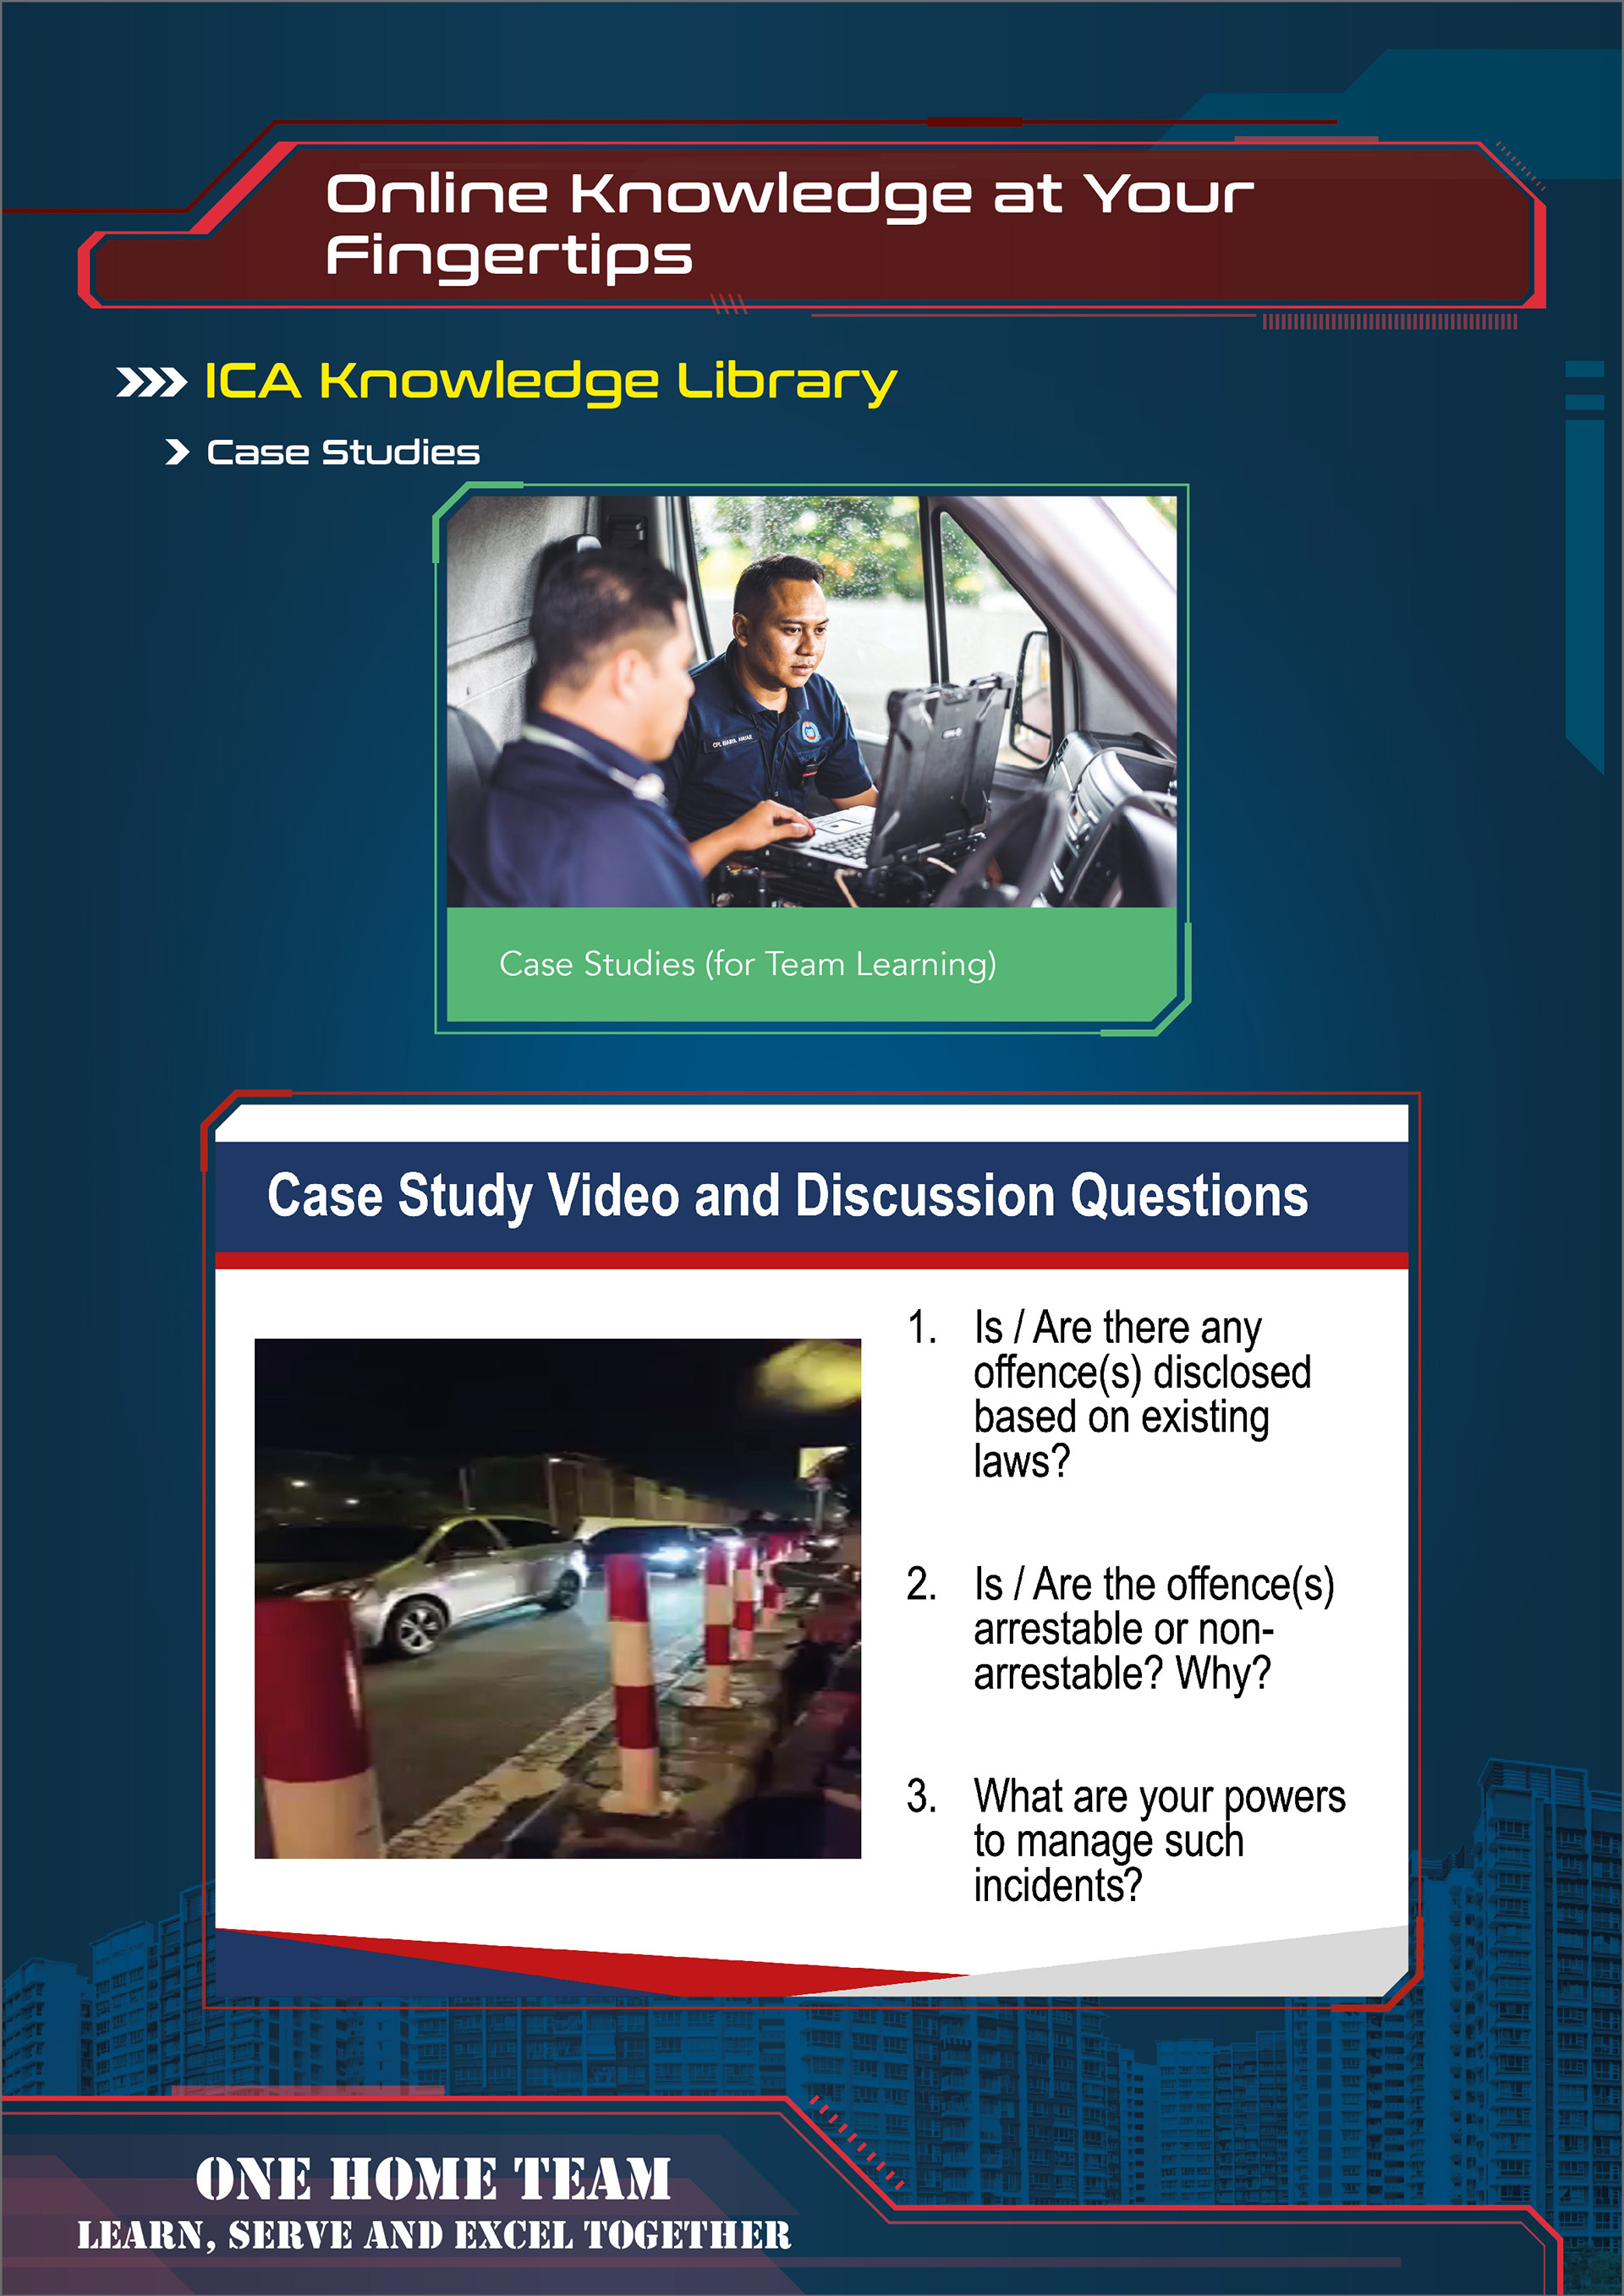 Online Knowledge at Your
Fingertips
ICA Knowledge Library
Case Studies
Case Studies (for Team Learning)
Case Study Video and Discussion Questions
1. Is / Are there any
offence(s) disclosed
based on existing
laws?
2. Is / Are the offence(s)
arrestable or non-
arrestable? Why?
3. What are your powers
to manage such
incidents?
ONE HOME TEAM
LEARN, SERVE AND EXCEL TOGETHER